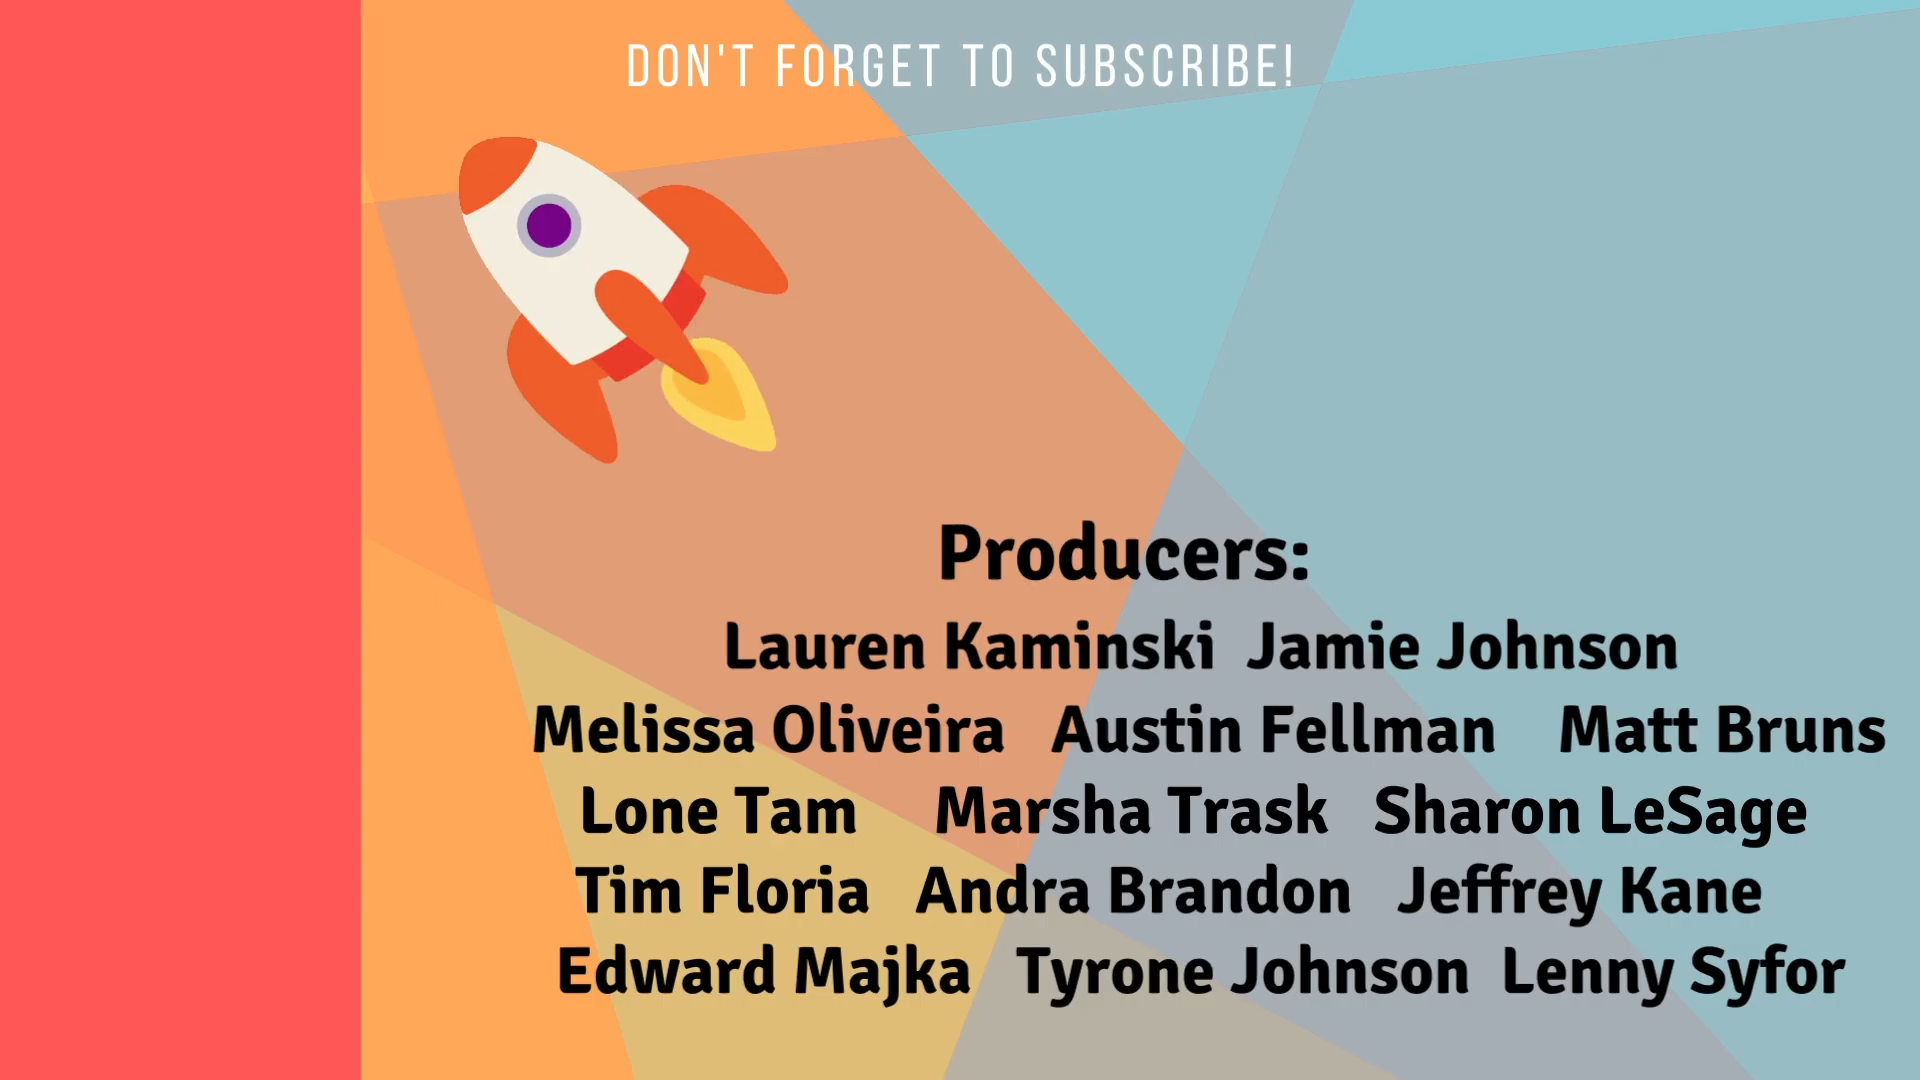 DON'T FORGET TO SUBSCRIBE!
Producers:
Lauren Kaminski Jamie Johnson
Melissa Oliveira Austin Fellman Matt Bruns
Lone Tam Marsha Trask Sharon LeSage
Tim Floria Andra Brandon Jeffrey Kane
Edward Majka Tyrone Johnson Lenny Syfor